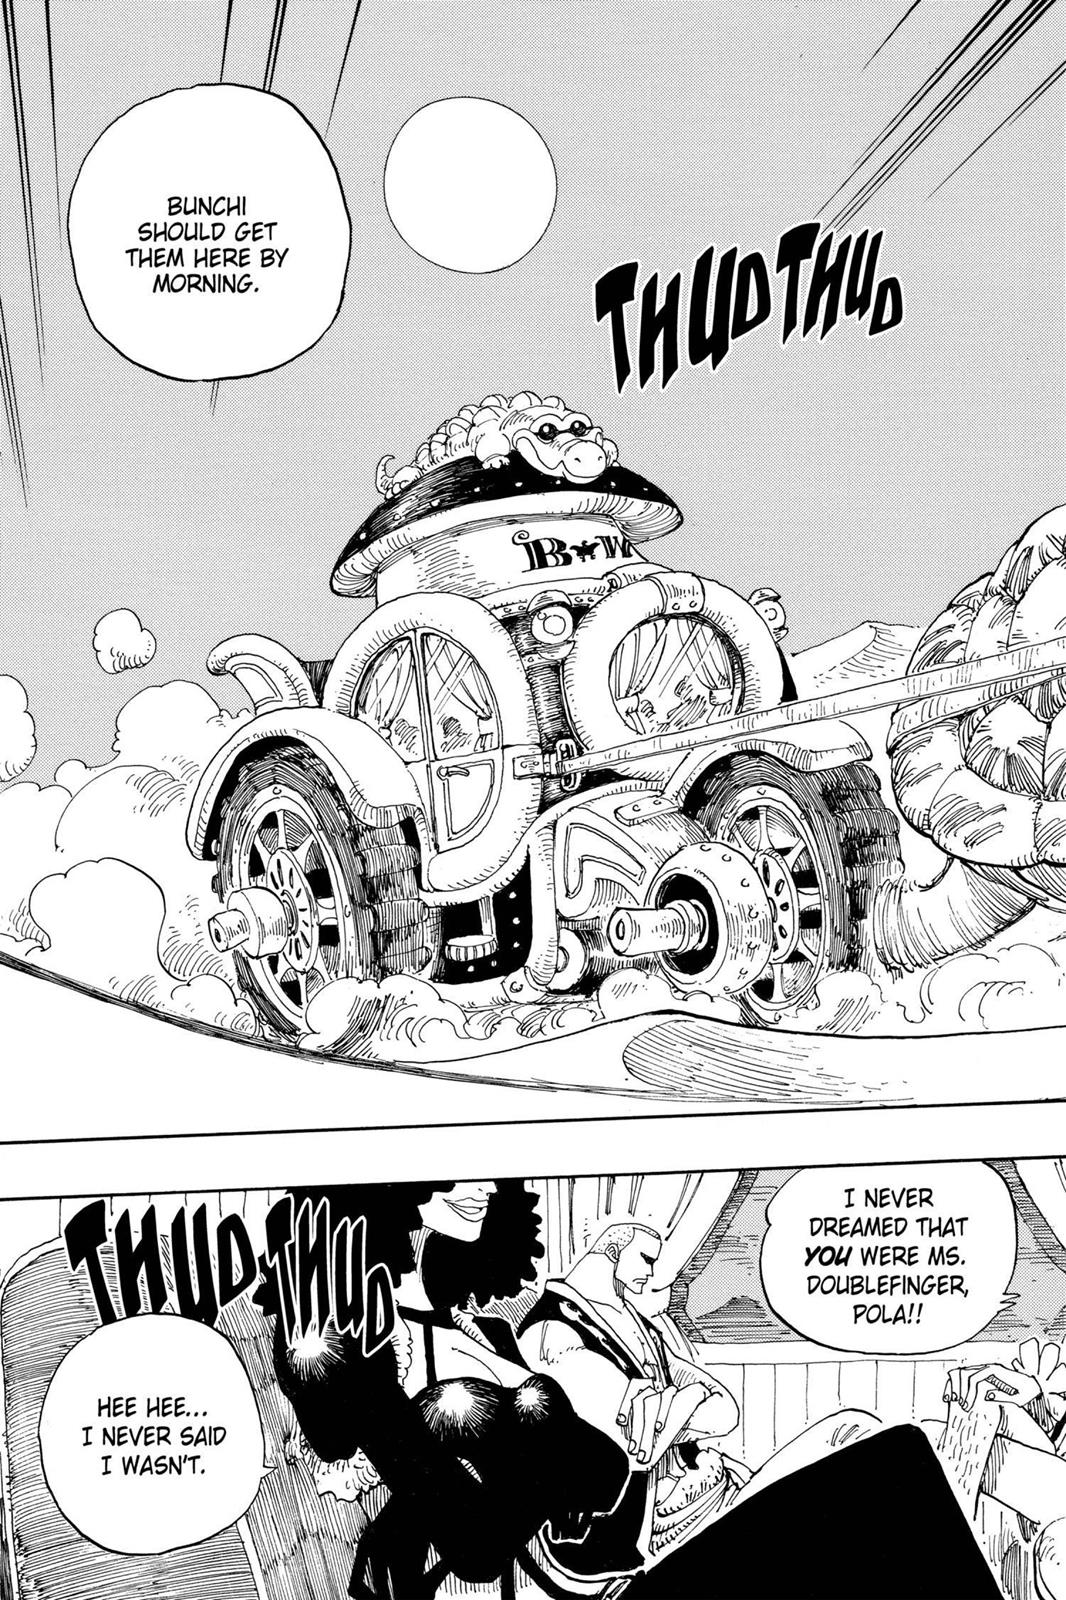 BUNCHI
SHOULD GET
THEM HERE BY
MORNING.
THUD THUD
B W
I NEVER
DREAMED THAT
YOU WERE MS.
DOUBLEFINGER,
POLA!!
THUD THUD
HEE HEE...
I NEVER SAID
I WASN'T.